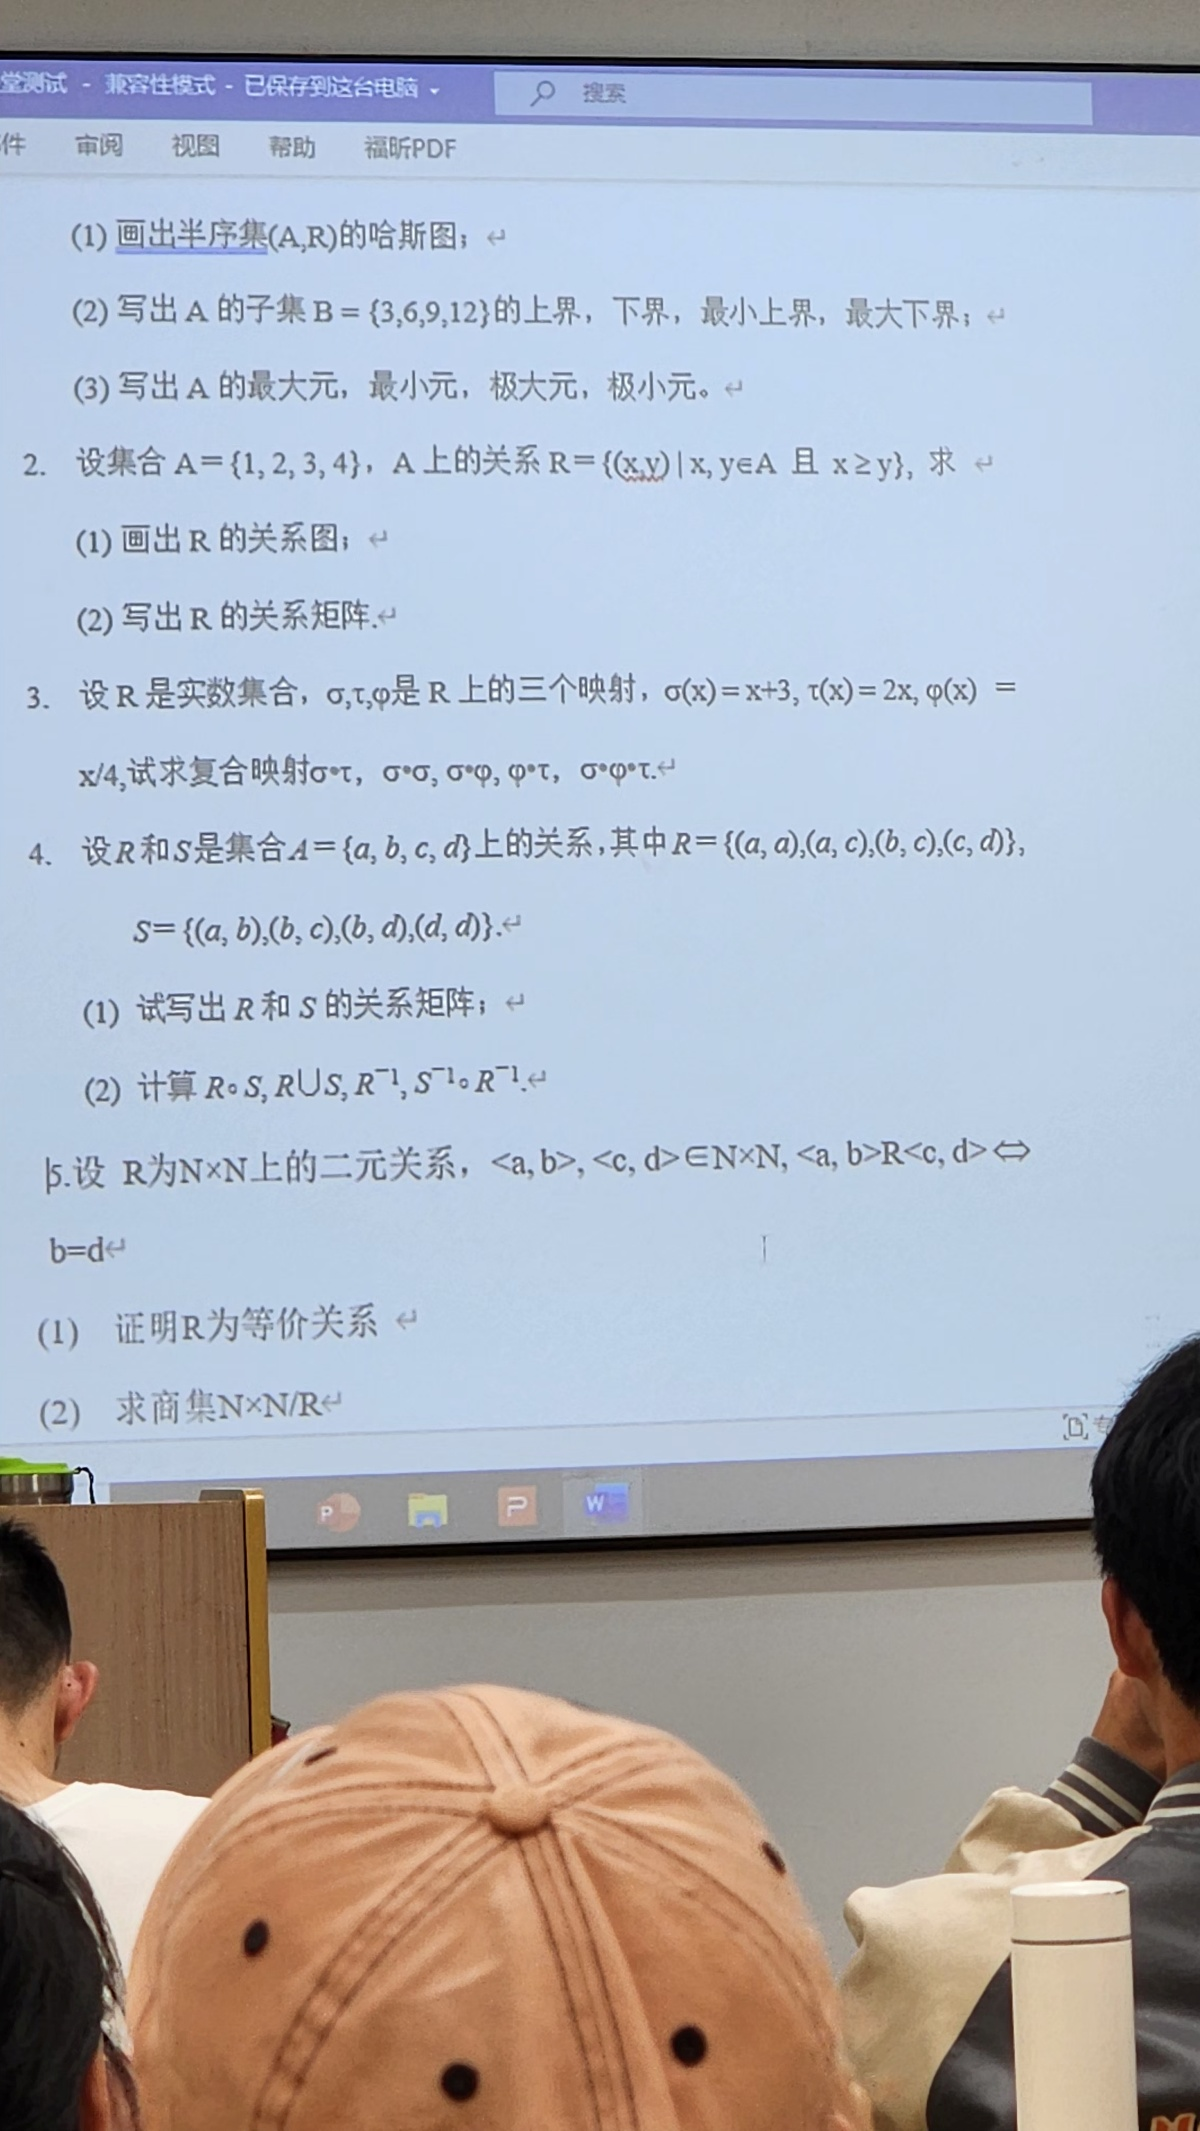 堂测试 - 兼容性模式 - 已保存到这台电脑
搜索
件 审阅 视图 帮助 福昕PDF
(1) 画出半序集(A,R)的哈斯图；
(2) 写出 A 的子集 B = {3,6,9,12}的上界，下界，最小上界，最大下界；
(3) 写出 A 的最大元，最小元，极大元，极小元。
2. 设集合 A＝{1, 2, 3, 4}，A 上的关系 R＝{(x,y) | x, y∈A 且 x ≥ y}, 求
(1) 画出 R 的关系图；
(2) 写出 R 的关系矩阵.
3. 设 R 是实数集合，σ,τ,φ是 R 上的三个映射，σ(x) = x+3, τ(x) = 2x, φ(x) ＝
x/4,试求复合映射σ•τ，σ•σ, σ•φ, φ•τ，σ•φ•τ.
4. 设R和S是集合A＝{a, b, c, d}上的关系,其中R＝{(a, a),(a, c),(b, c),(c, d)},
S＝{(a, b),(b, c),(b, d),(d, d)}.
(1) 试写出 R 和 S 的关系矩阵；
(2) 计算 R∘S, R∪S, R⁻¹, S⁻¹∘R⁻¹.
5.设 R为N×N上的二元关系，<a, b>, <c, d>∈N×N, <a, b>R<c, d>⇔
b=d
(1) 证明R为等价关系
(2) 求商集N×N/R